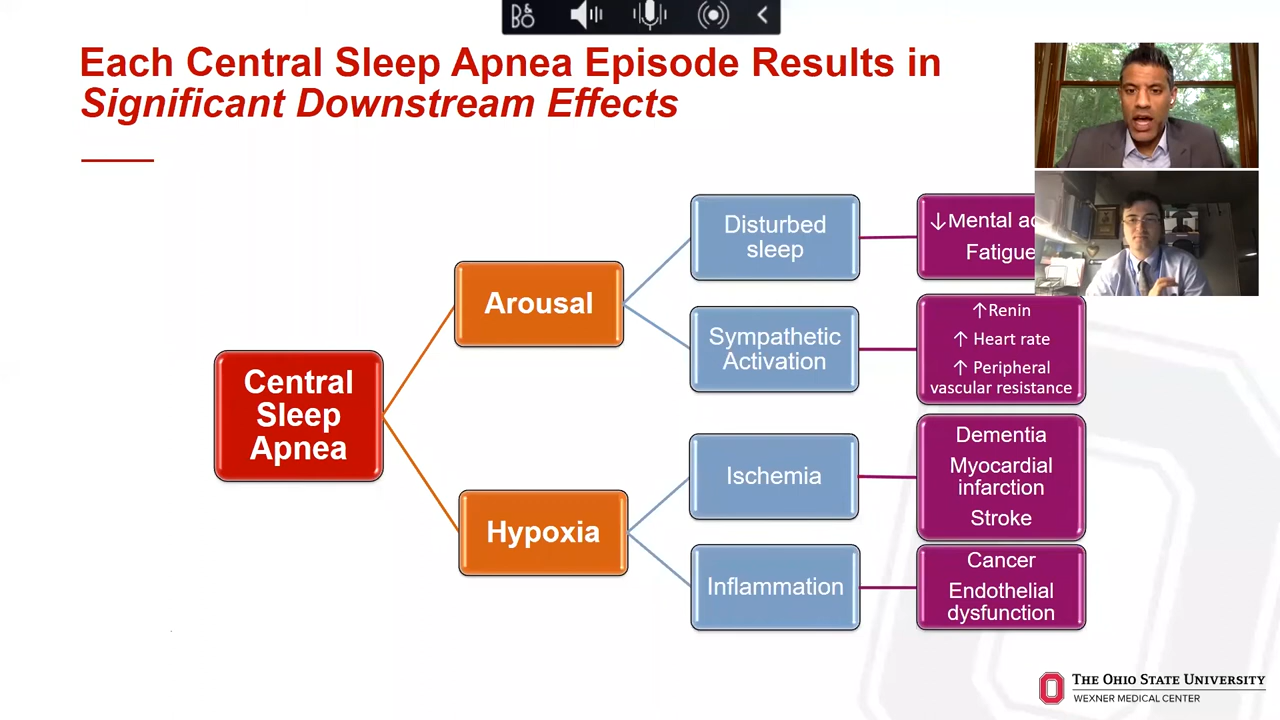 Each Central Sleep Apnea Episode Results in
Significant Downstream Effects
Central
Sleep
Apnea
Arousal
Hypoxia
Disturbed
sleep
Sympathetic
Activation
Ischemia
Inflammation
↓Mental
Fatigue
↑Renin
↑ Heart rate
↑ Peripheral
vascular resistance
Dementia
Myocardial
infarction
Stroke
Cancer
Endothelial
dysfunction
THE OHIO STATE UNIVERSITY
WEXNER MEDICAL CENTER